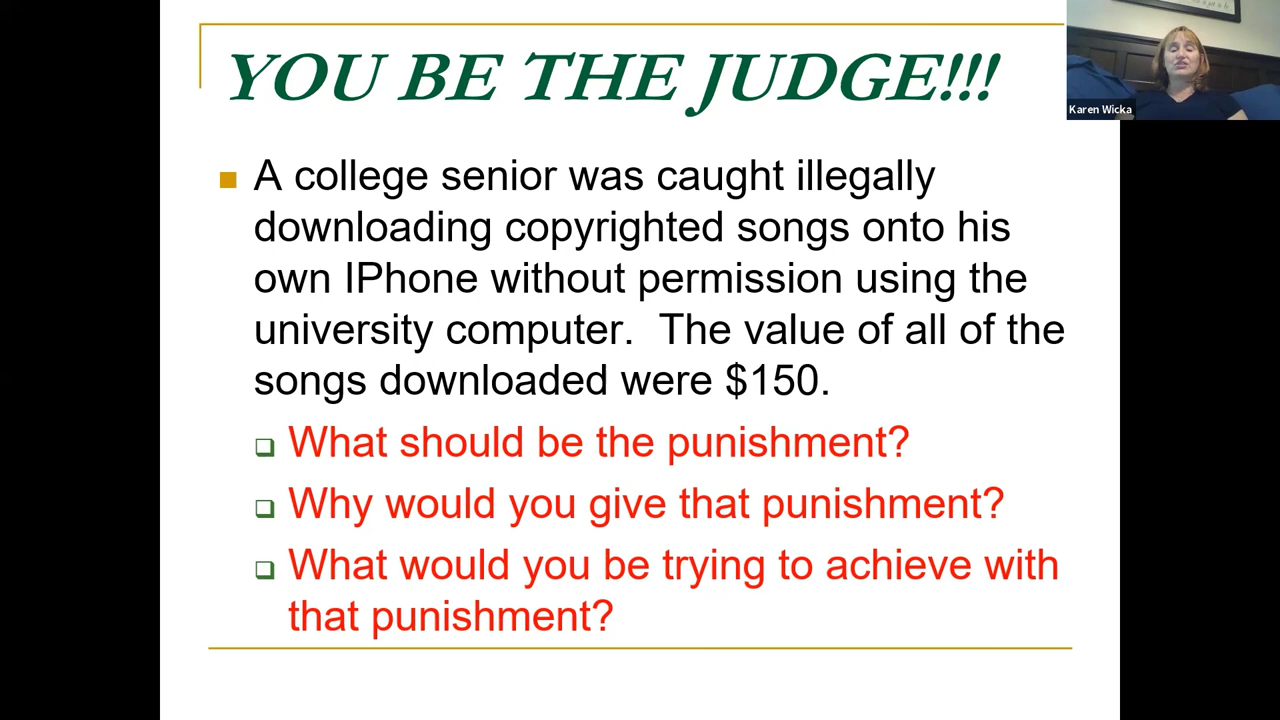 YOU BE THE JUDGE!!!
Karen Wicka
A college senior was caught illegally
downloading copyrighted songs onto his
own IPhone without permission using the
university computer.  The value of all of the
songs downloaded were $150.
What should be the punishment?
Why would you give that punishment?
What would you be trying to achieve with
that punishment?